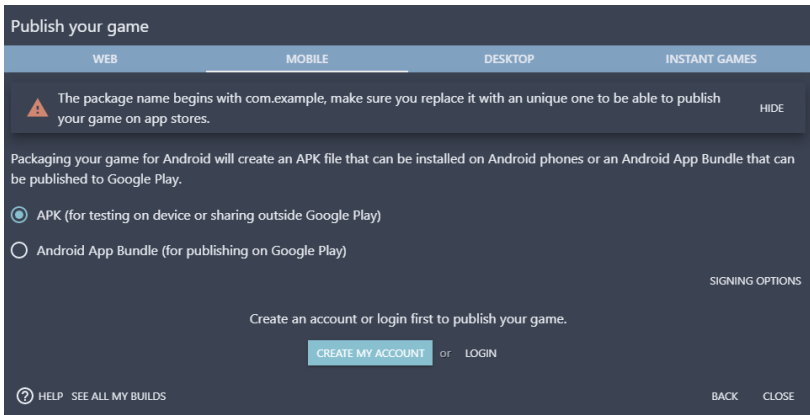 Publish your game
WEB
MOBILE
DESKTOP
INSTANT GAMES
The package name begins with com.example, make sure you replace it with an unique one to be able to publish
your game on app stores.
HIDE
Packaging your game for Android will create an APK file that can be installed on Android phones or an Android App Bundle that can
be published to Google Play.
APK (for testing on device or sharing outside Google Play)
Android App Bundle (for publishing on Google Play)
SIGNING OPTIONS
Create an account or login first to publish your game.
CREATE MY ACCOUNT or LOGIN
HELP SEE ALL MY BUILDS
BACK CLOSE